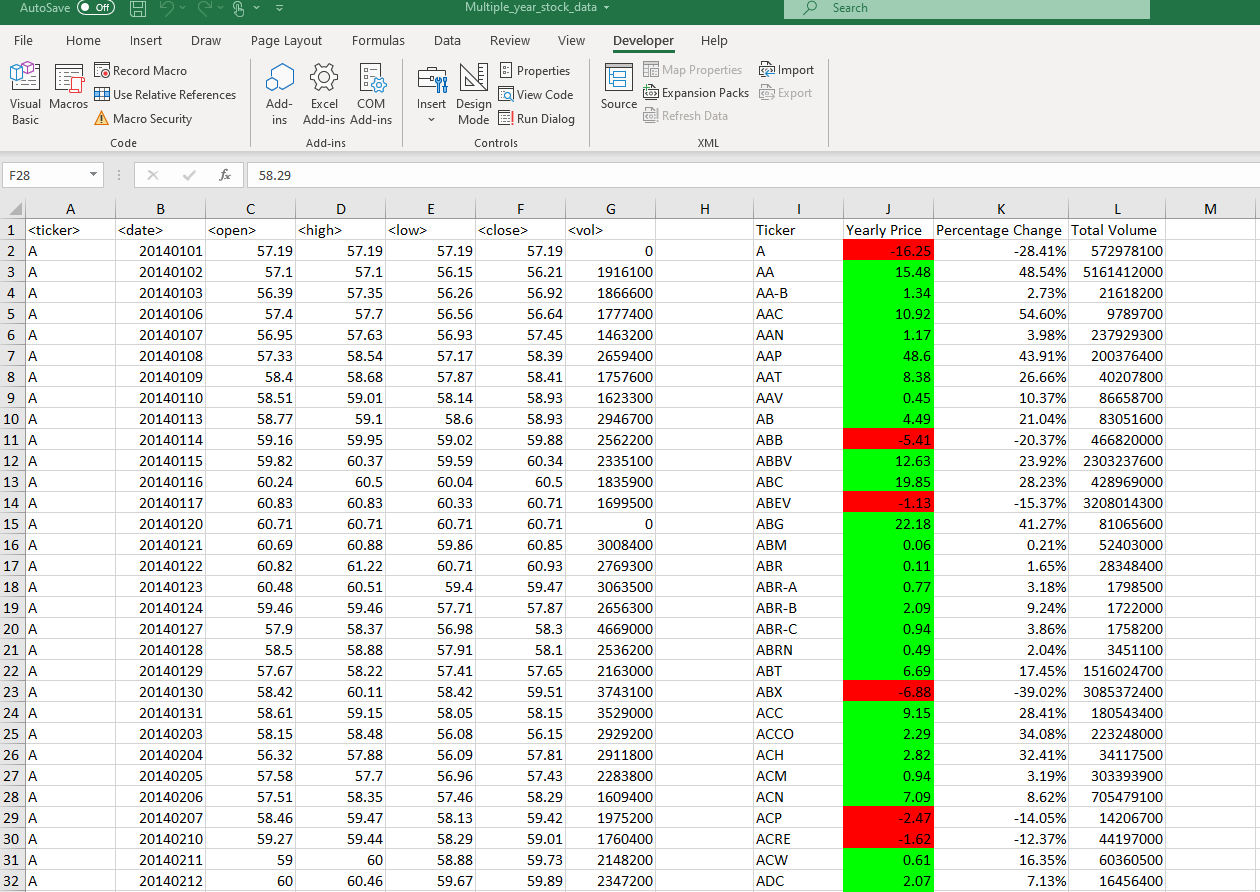 AutoSave Off Multiple_year_stock_data Search
File Home Insert Draw Page Layout Formulas Data Review View Developer Help
Visual Basic Macros Record Macro Use Relative References Macro Security
Add-ins Excel Add-ins COM Add-ins
Insert Design Mode Properties View Code Run Dialog
Source Map Properties Expansion Packs Refresh Data Import Export
Code Add-ins Controls XML
F28 fx 58.29
A B C D E F G H I J K L M
1 <ticker> <date> <open> <high> <low> <close> <vol> Ticker Yearly Price Percentage Change Total Volume
2 A 20140101 57.19 57.19 57.19 57.19 0 A -16.25 -28.41% 572978100
3 A 20140102 57.1 57.1 56.15 56.21 1916100 AA 15.48 48.54% 5161412000
4 A 20140103 56.39 57.35 56.26 56.92 1866600 AA-B 1.34 2.73% 21618200
5 A 20140106 57.4 57.7 56.56 56.64 1777400 AAC 10.92 54.60% 9789700
6 A 20140107 56.95 57.63 56.93 57.45 1463200 AAN 1.17 3.98% 237929300
7 A 20140108 57.33 58.54 57.17 58.39 2659400 AAP 48.6 43.91% 200376400
8 A 20140109 58.4 58.68 57.87 58.41 1757600 AAT 8.38 26.66% 40207800
9 A 20140110 58.51 59.01 58.14 58.93 1623300 AAV 0.45 10.37% 86658700
10 A 20140113 58.77 59.1 58.6 58.93 2946700 AB 4.49 21.04% 83051600
11 A 20140114 59.16 59.95 59.02 59.88 2562200 ABB -5.41 -20.37% 466820000
12 A 20140115 59.82 60.37 59.59 60.34 2335100 ABBV 12.63 23.92% 2303237600
13 A 20140116 60.24 60.5 60.04 60.5 1835900 ABC 19.85 28.23% 428969000
14 A 20140117 60.83 60.83 60.33 60.71 1699500 ABEV -1.13 -15.37% 3208014300
15 A 20140120 60.71 60.71 60.71 60.71 0 ABG 22.18 41.27% 81065600
16 A 20140121 60.69 60.88 59.86 60.85 3008400 ABM 0.06 0.21% 52403000
17 A 20140122 60.82 61.22 60.71 60.93 2769300 ABR 0.11 1.65% 28348400
18 A 20140123 60.48 60.51 59.4 59.47 3063500 ABR-A 0.77 3.18% 1798500
19 A 20140124 59.46 59.46 57.71 57.87 2656300 ABR-B 2.09 9.24% 1722000
20 A 20140127 57.9 58.37 56.98 58.3 4669000 ABR-C 0.94 3.86% 1758200
21 A 20140128 58.5 58.88 57.91 58.1 2536200 ABRN 0.49 2.04% 3451100
22 A 20140129 57.67 58.22 57.41 57.65 2163000 ABT 6.69 17.45% 1516024700
23 A 20140130 58.42 60.11 58.42 59.51 3743100 ABX -6.88 -39.02% 3085372400
24 A 20140131 58.61 59.15 58.05 58.15 3529000 ACC 9.15 28.41% 180543400
25 A 20140203 58.15 58.48 56.08 56.15 2929200 ACCO 2.29 34.08% 223248000
26 A 20140204 56.32 57.88 56.09 57.81 2911800 ACH 2.82 32.41% 34117500
27 A 20140205 57.58 57.7 56.96 57.43 2283800 ACM 0.94 3.19% 303393900
28 A 20140206 57.51 58.35 57.46 58.29 1609400 ACN 7.09 8.62% 705479100
29 A 20140207 58.46 59.47 58.13 59.42 1975200 ACP -2.47 -14.05% 14206700
30 A 20140210 59.27 59.44 58.29 59.01 1760400 ACRE -1.62 -12.37% 44197000
31 A 20140211 59 60 58.88 59.73 2148200 ACW 0.61 16.35% 60360500
32 A 20140212 60 60.46 59.67 59.89 2347200 ADC 2.07 7.13% 16456400